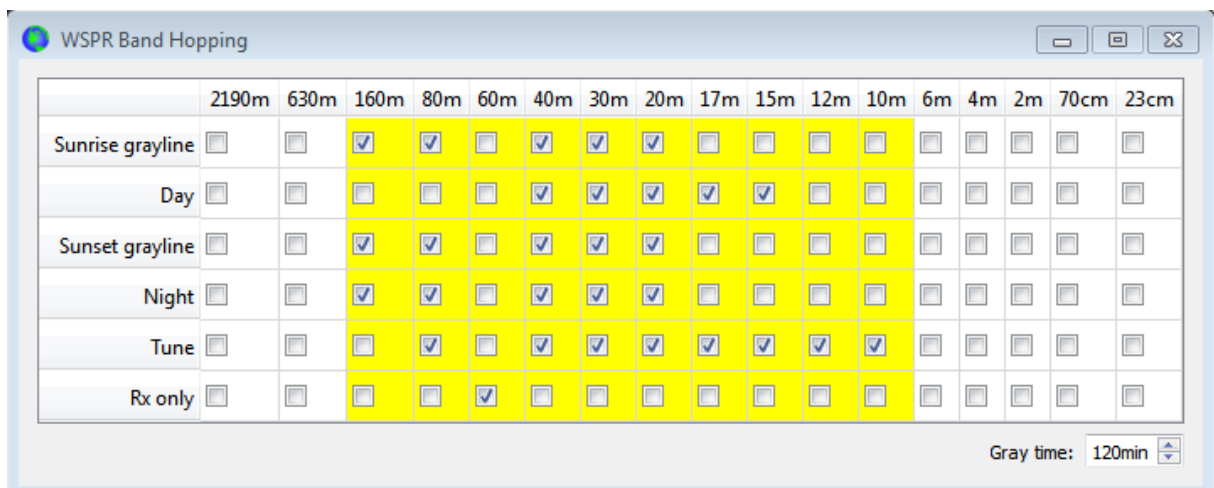 WSPR Band Hopping
2190m 630m 160m 80m 60m 40m 30m 20m 17m 15m 12m 10m 6m 4m 2m 70cm 23cm
Sunrise grayline
Day
Sunset grayline
Night
Tune
Rx only
Gray time: 120min